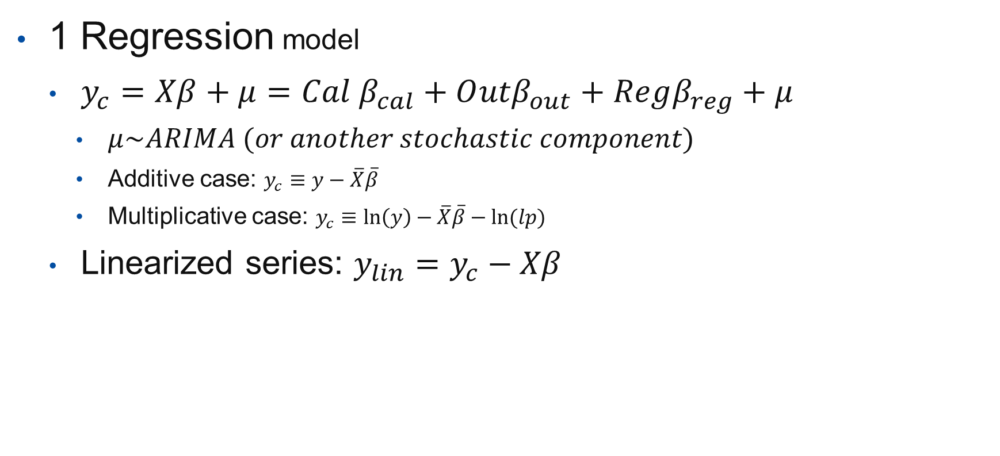 • 1 Regression model
• y_c = Xβ + μ = Cal β_cal + Outβ_out + Regβ_reg + μ
• μ~ARIMA (or another stochastic component)
• Additive case: y_c ≡ y − X̄β̄
• Multiplicative case: y_c ≡ ln(y) − X̄β̄ − ln(lp)
• Linearized series: y_lin = y_c − Xβ